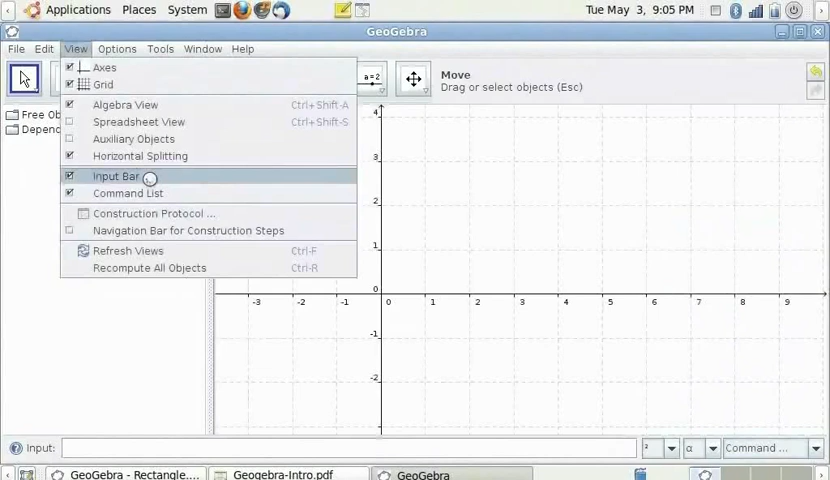 Applications Places System
Tue May 3, 9:05 PM
GeoGebra
File Edit View Options Tools Window Help
Axes
Grid
Algebra View Ctrl+Shift-A
Spreadsheet View Ctrl+Shift-S
Auxiliary Objects
Horizontal Splitting
Input Bar
Command List
Construction Protocol ...
Navigation Bar for Construction Steps
Refresh Views Ctrl-F
Recompute All Objects Ctrl-R
a=2
Move
Drag or select objects (Esc)
Free Ob
Depend
4
3
2
1
0
-3 -2 -1 0 1 2 3 4 5 6 7 8 9
-1
-2
Input: ² α Command ...
GeoGebra - Rectangle.... Geogebra-Intro.pdf GeoGebra